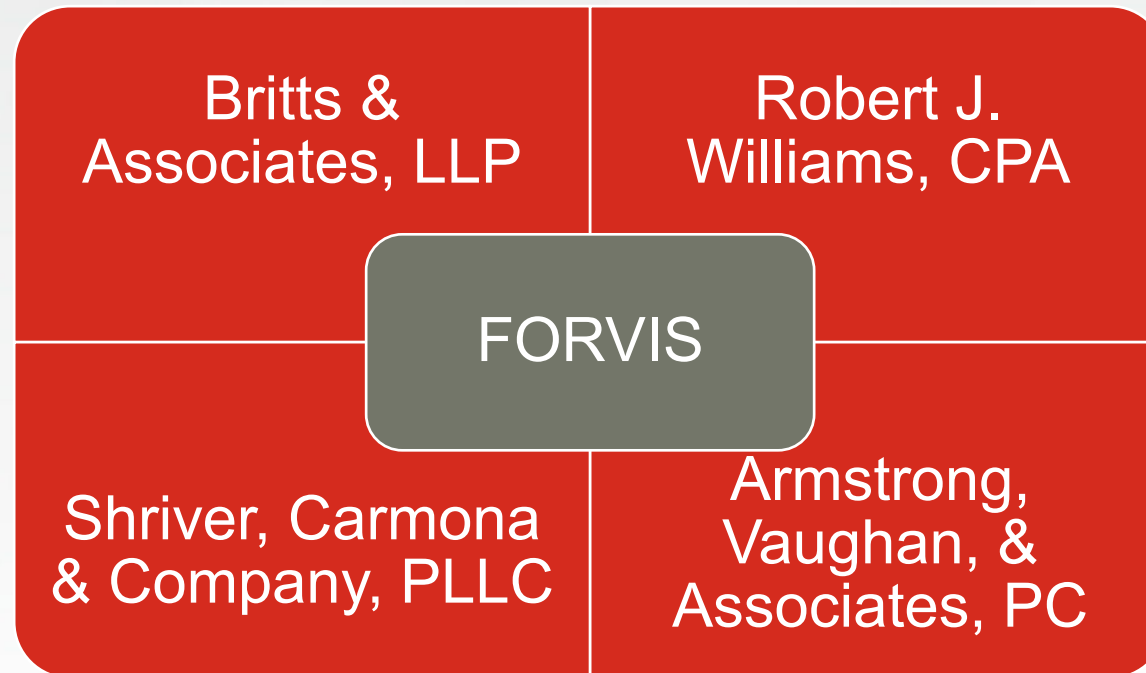 Britts &
Associates, LLP
Robert J.
Williams, CPA
FORVIS
Shriver, Carmona
& Company, PLLC
Armstrong,
Vaughan, &
Associates, PC